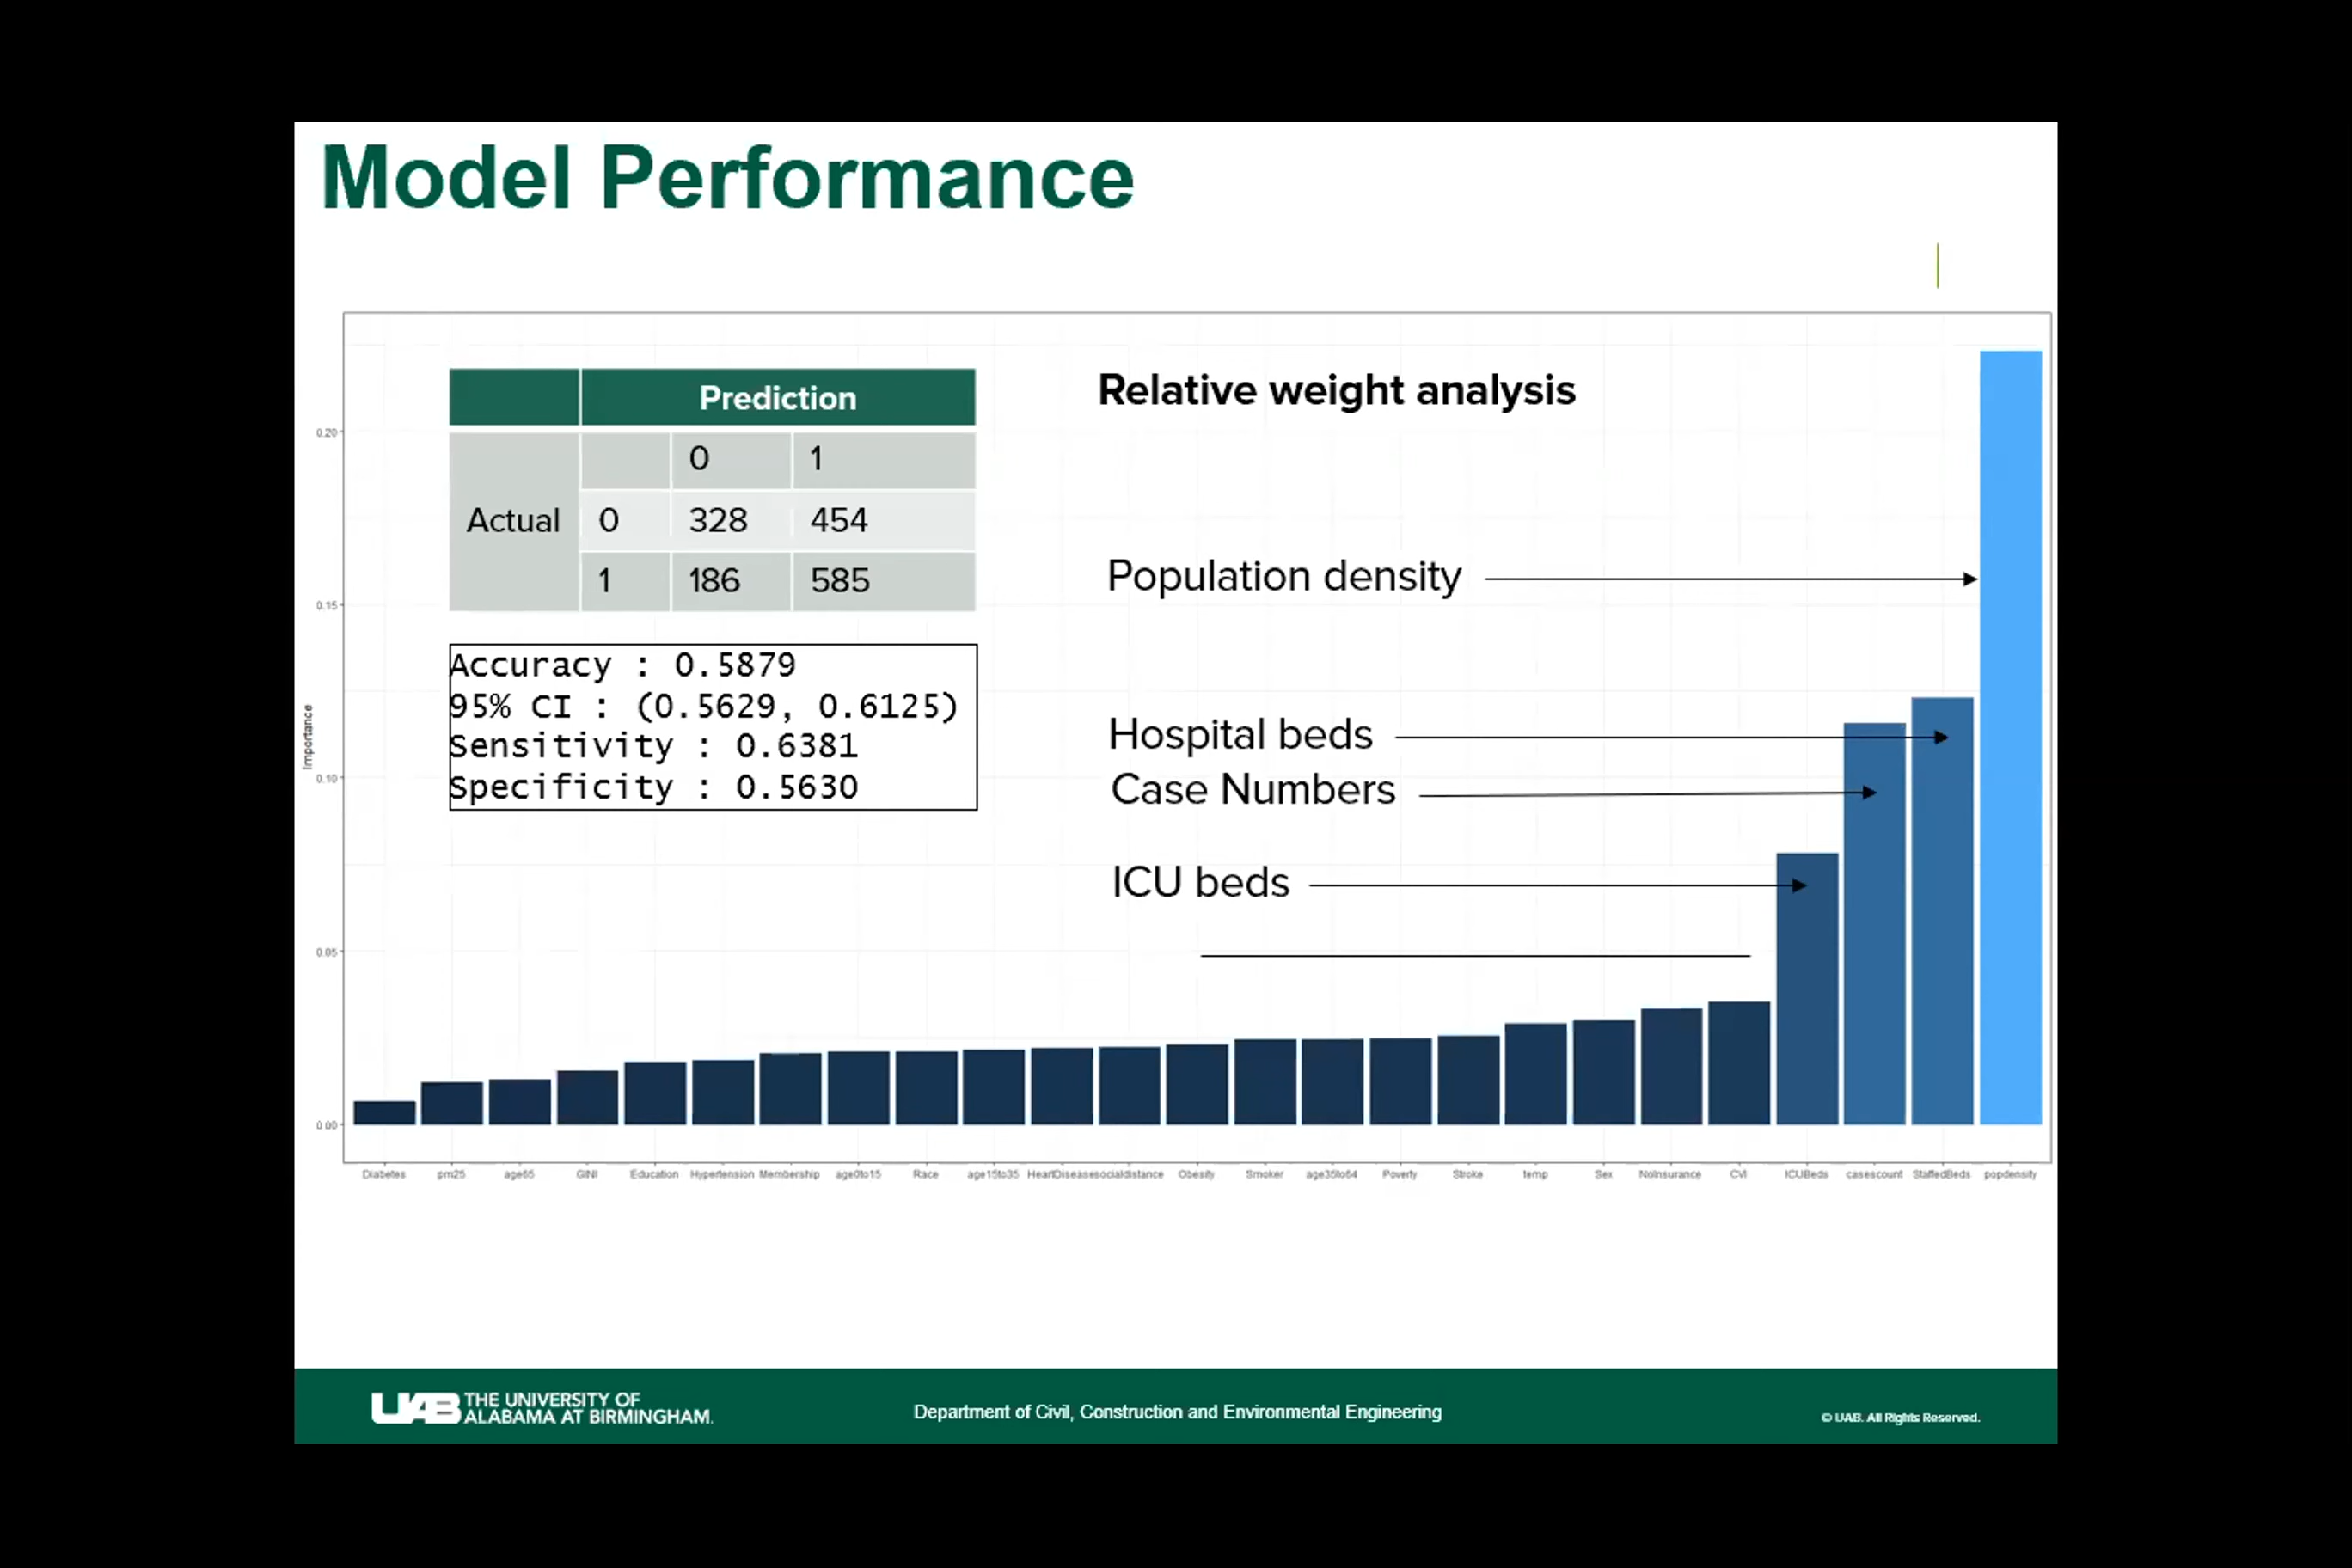 Model Performance
Prediction
0 1
Actual 0 328 454
1 186 585
Accuracy : 0.5879
95% CI : (0.5629, 0.6125)
Sensitivity : 0.6381
Specificity : 0.5630
Relative weight analysis
Population density
Hospital beds
Case Numbers
ICU beds
Importance
0.20
0.15
0.10
0.05
0.00
Diabetes pm25 age65 GINI Education Hypertension Membership age0to15 Race age15to35 HeartDisease socialdistance Obesity Smoker age35to64 Poverty Stroke temp Sex NoInsurance CVI ICUBeds casescount StaffedBeds popdensity
UAB THE UNIVERSITY OF
ALABAMA AT BIRMINGHAM.
Department of Civil, Construction and Environmental Engineering
© UAB. All Rights Reserved.